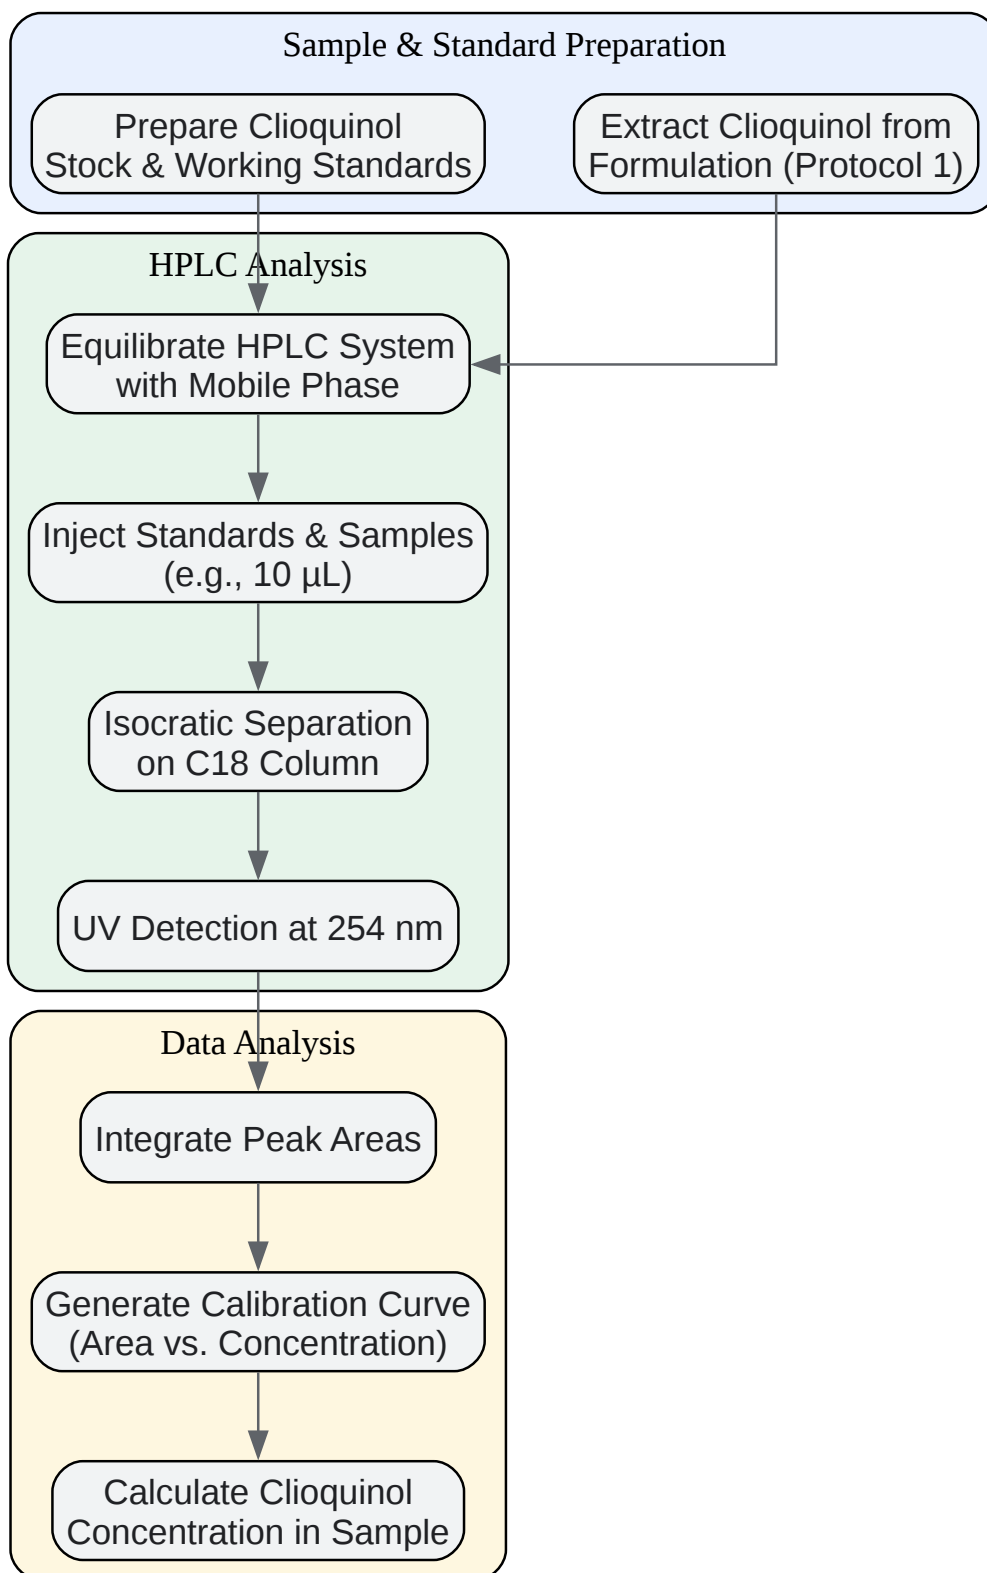 Sample & Standard Preparation
Prepare Clioquinol
Stock & Working Standards
Extract Clioquinol from
Formulation (Protocol 1)
HPLC Analysis
Equilibrate HPLC System
with Mobile Phase
Inject Standards & Samples
(e.g., 10 µL)
Isocratic Separation
on C18 Column
UV Detection at 254 nm
Data Analysis
Integrate Peak Areas
Generate Calibration Curve
(Area vs. Concentration)
Calculate Clioquinol
Concentration in Sample